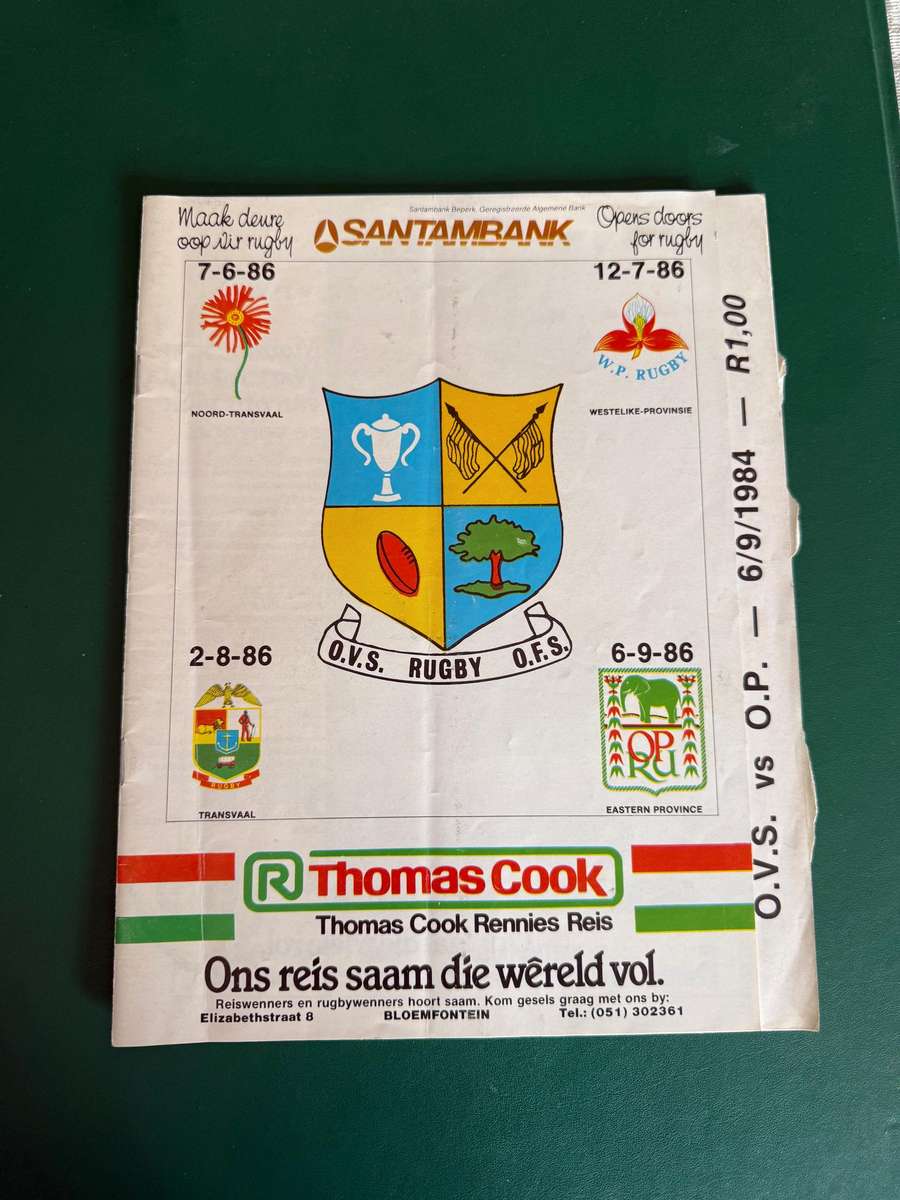 Maak deure
oop vir rugby
Santambank Beperk. Geregistreerde Algemene Bank
SANTAMBANK
Opens doors
for rugby
7-6-86
12-7-86
NOORD-TRANSVAAL
W.P. RUGBY
WESTELIKE-PROVINSIE
O.V.S. RUGBY O.F.S.
2-8-86
6-9-86
RUGBY
TRANSVAAL
OP
RU
EASTERN PROVINCE
O.V.S. vs O.P. — 6/9/1984 — R1,00
R Thomas Cook
Thomas Cook Rennies Reis
Ons reis saam die wêreld vol.
Reiswenners en rugbywenners hoort saam. Kom gesels graag met ons by:
Elizabethstraat 8 BLOEMFONTEIN Tel.: (051) 302361